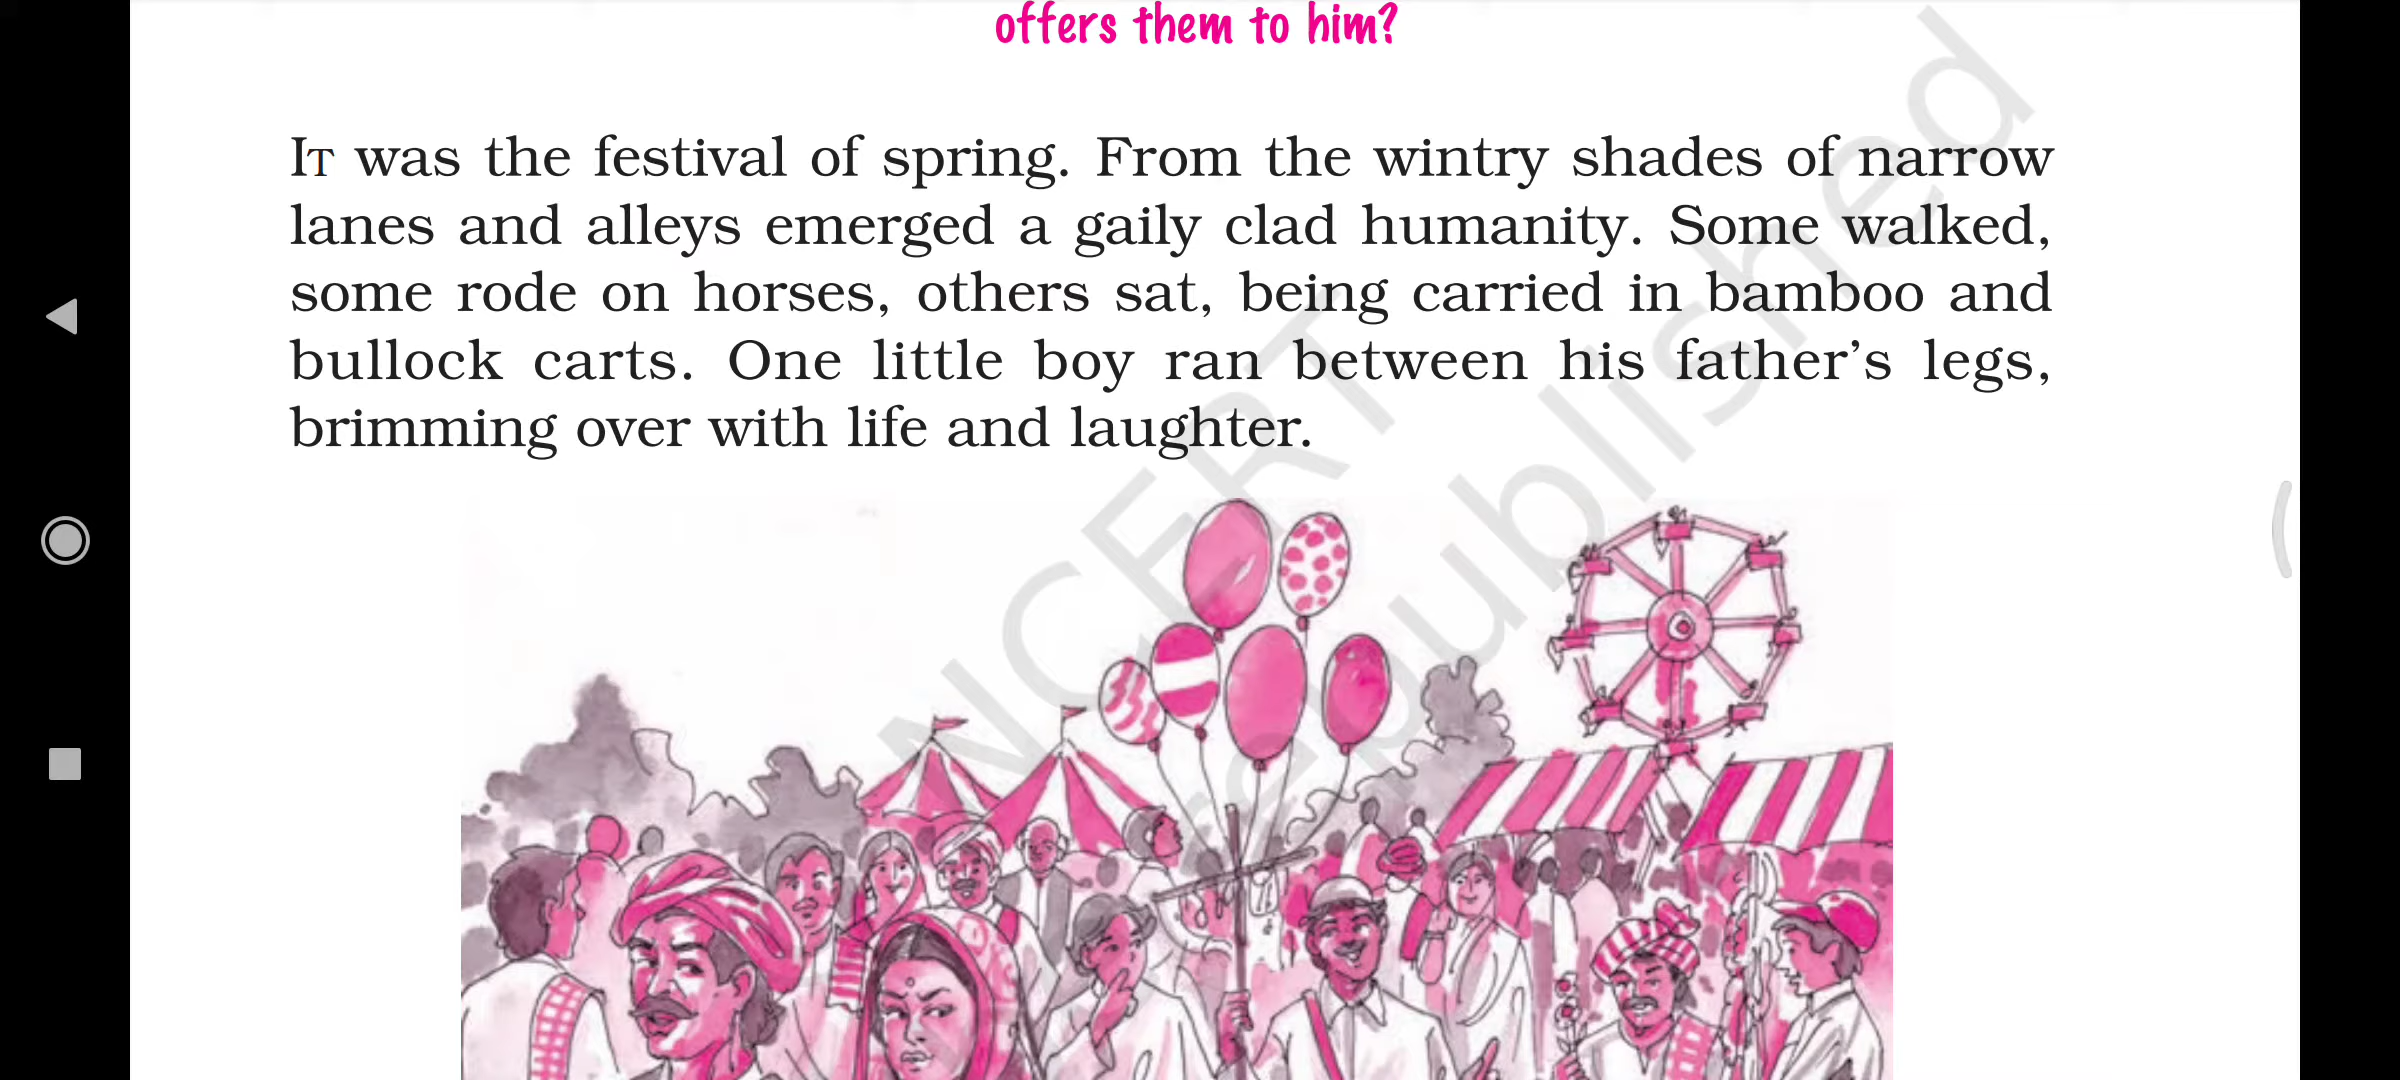 offers them to him?
IT was the festival of spring. From the wintry shades of narrow
lanes and alleys emerged a gaily clad humanity. Some walked,
some rode on horses, others sat, being carried in bamboo and
bullock carts. One little boy ran between his father’s legs,
brimming over with life and laughter.
NCERT
republished